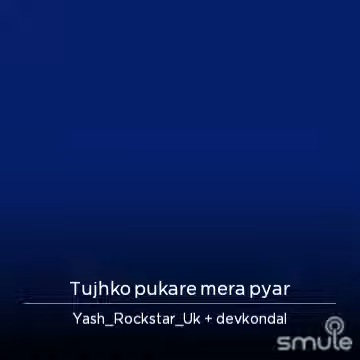 Tujhko pukare mera pyar
Yash_Rockstar_Uk + devkondal
smule